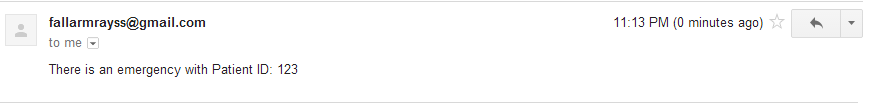 fallarmrayss@gmail.com 11:13 PM (0 minutes ago)
to me
There is an emergency with Patient ID: 123